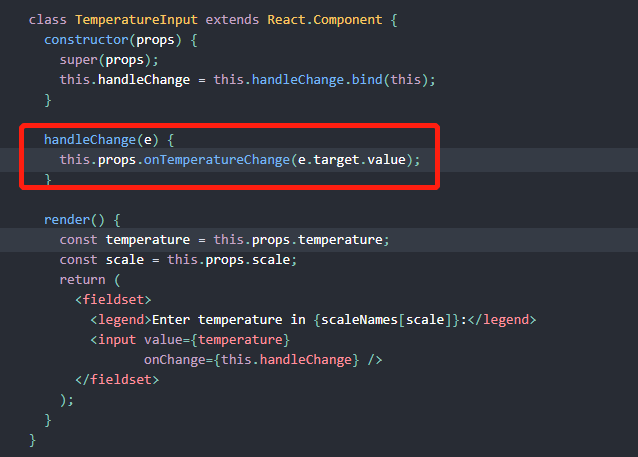 class TemperatureInput extends React.Component {
  constructor(props) {
    super(props);
    this.handleChange = this.handleChange.bind(this);
  }
  handleChange(e) {
    this.props.onTemperatureChange(e.target.value);
  }
  render() {
    const temperature = this.props.temperature;
    const scale = this.props.scale;
    return (
      <fieldset>
        <legend>Enter temperature in {scaleNames[scale]}:</legend>
        <input value={temperature}
               onChange={this.handleChange} />
      </fieldset>
    );
  }
}